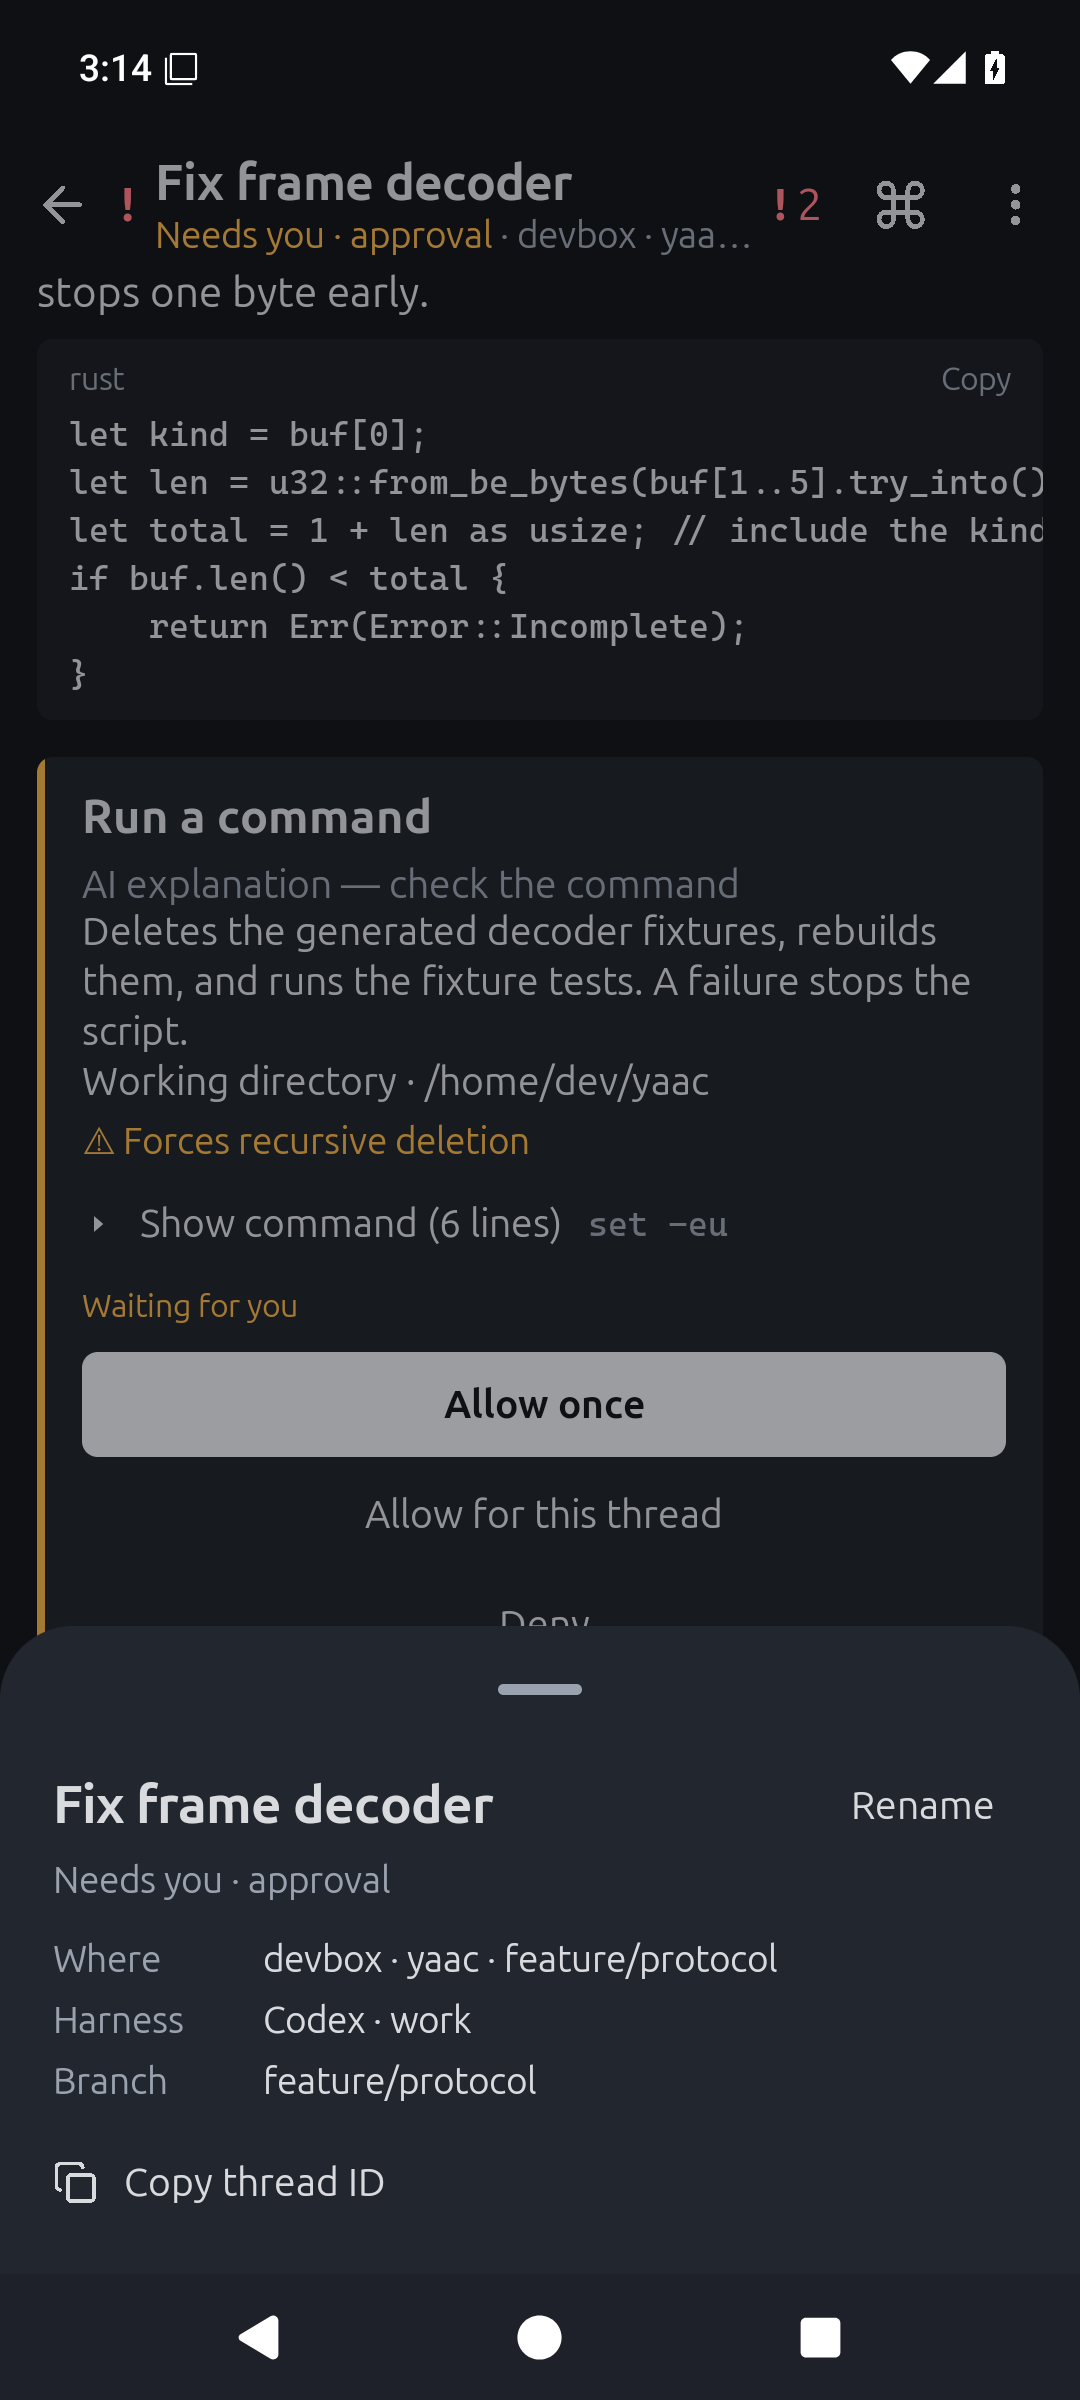 3:14
! Fix frame decoder ! 2 ⌘
Needs you · approval · devbox · yaa…
stops one byte early.
rust Copy
let kind = buf[0];
let len = u32::from_be_bytes(buf[1..5].try_into()
let total = 1 + len as usize; // include the kind
if buf.len() < total {
    return Err(Error::Incomplete);
}
Run a command
AI explanation — check the command
Deletes the generated decoder fixtures, rebuilds
them, and runs the fixture tests. A failure stops the
script.
Working directory · /home/dev/yaac
⚠ Forces recursive deletion
Show command (6 lines) set -eu
Waiting for you
Allow once
Allow for this thread
Deny
Fix frame decoder Rename
Needs you · approval
Where devbox · yaac · feature/protocol
Harness Codex · work
Branch feature/protocol
Copy thread ID